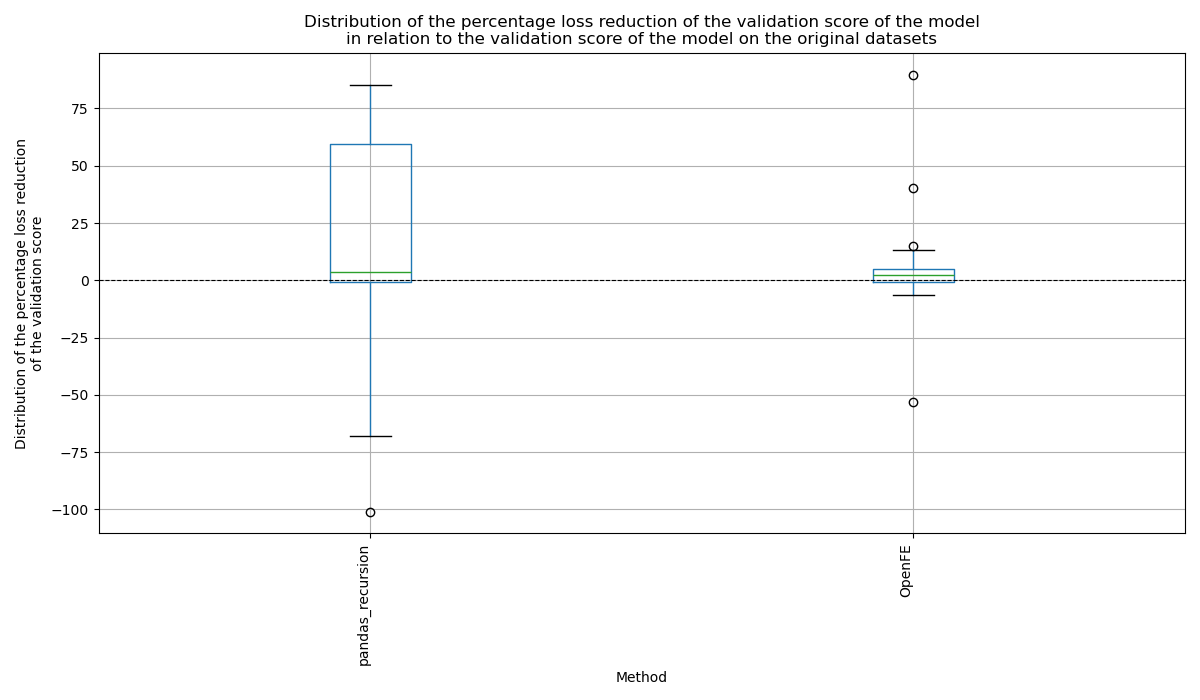 Distribution of the percentage loss reduction of the validation score of the model
in relation to the validation score of the model on the original datasets
Distribution of the percentage loss reduction
of the validation score
75
50
25
0
−25
−50
−75
−100
pandas_recursion
OpenFE
Method